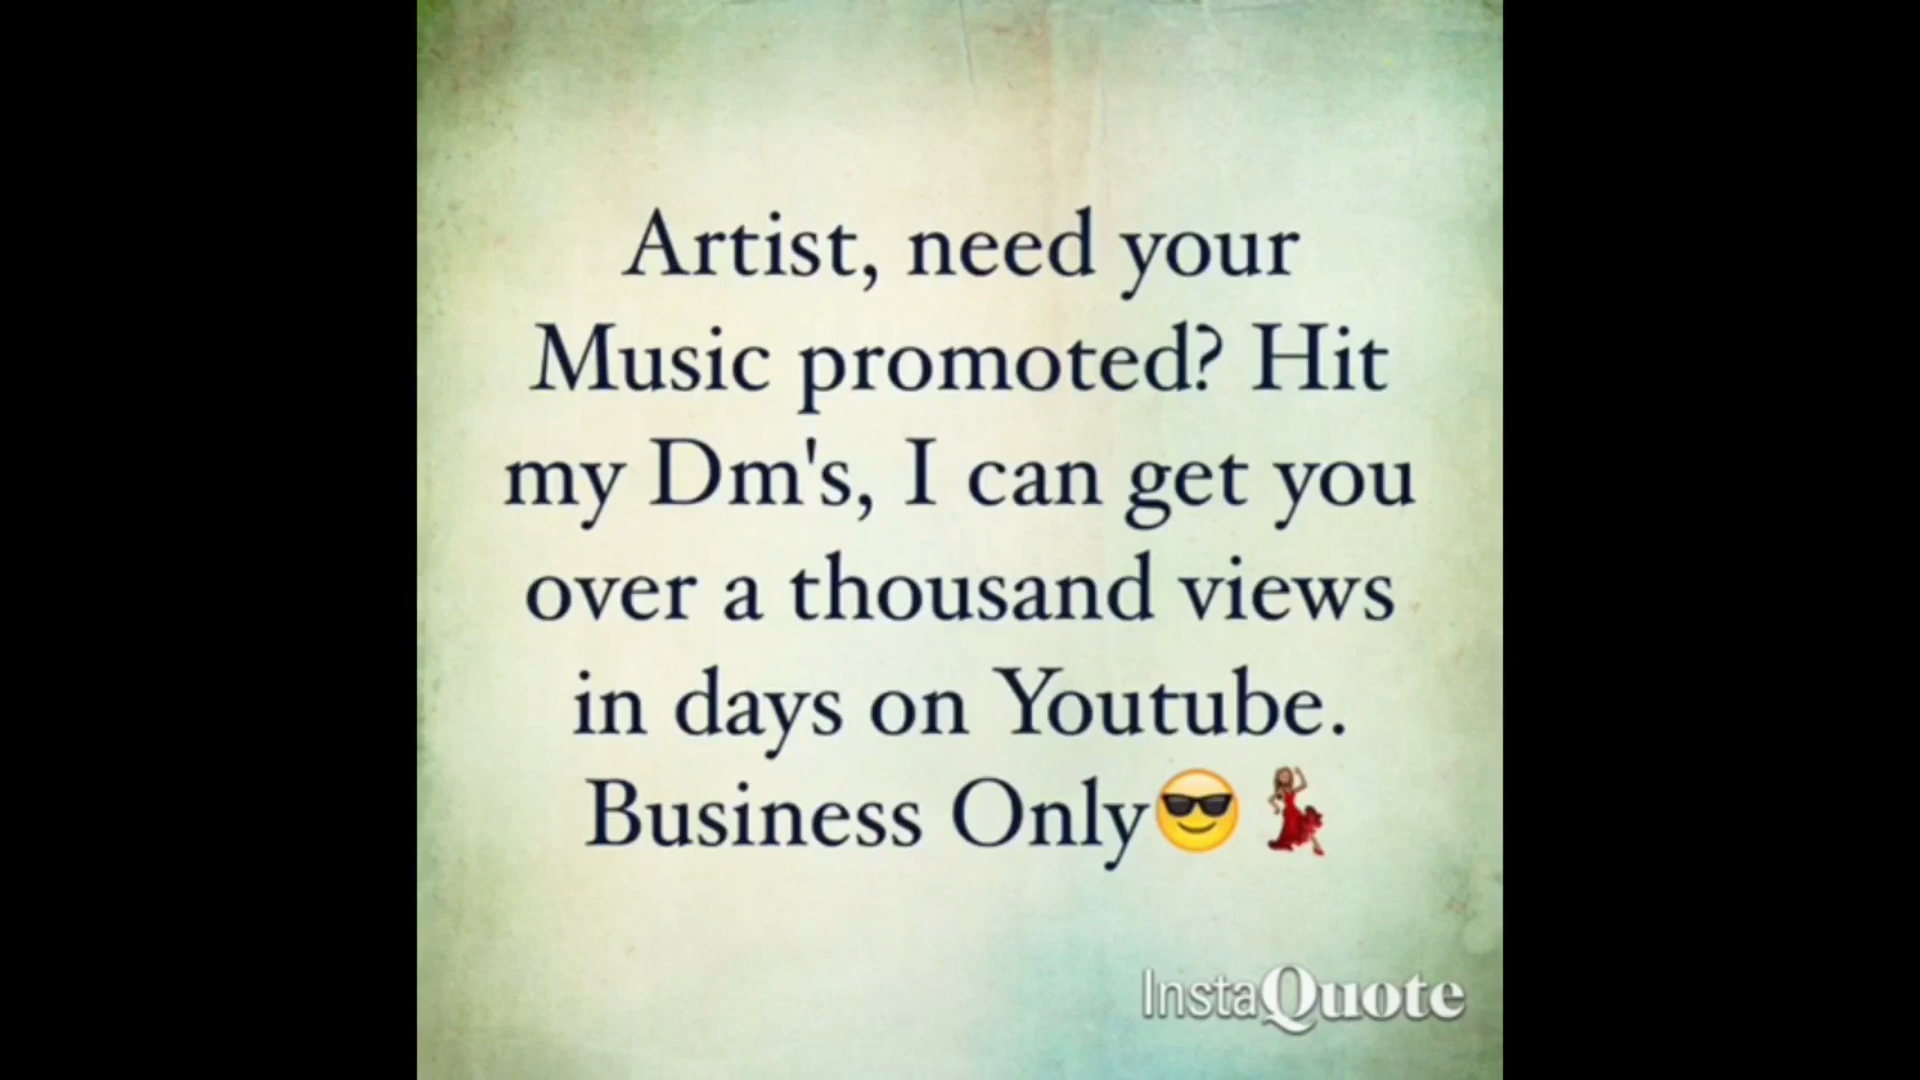 Artist, need your
Music promoted? Hit
my Dm's, I can get you
over a thousand views
in days on Youtube.
Business Only😎💃
InstaQuote